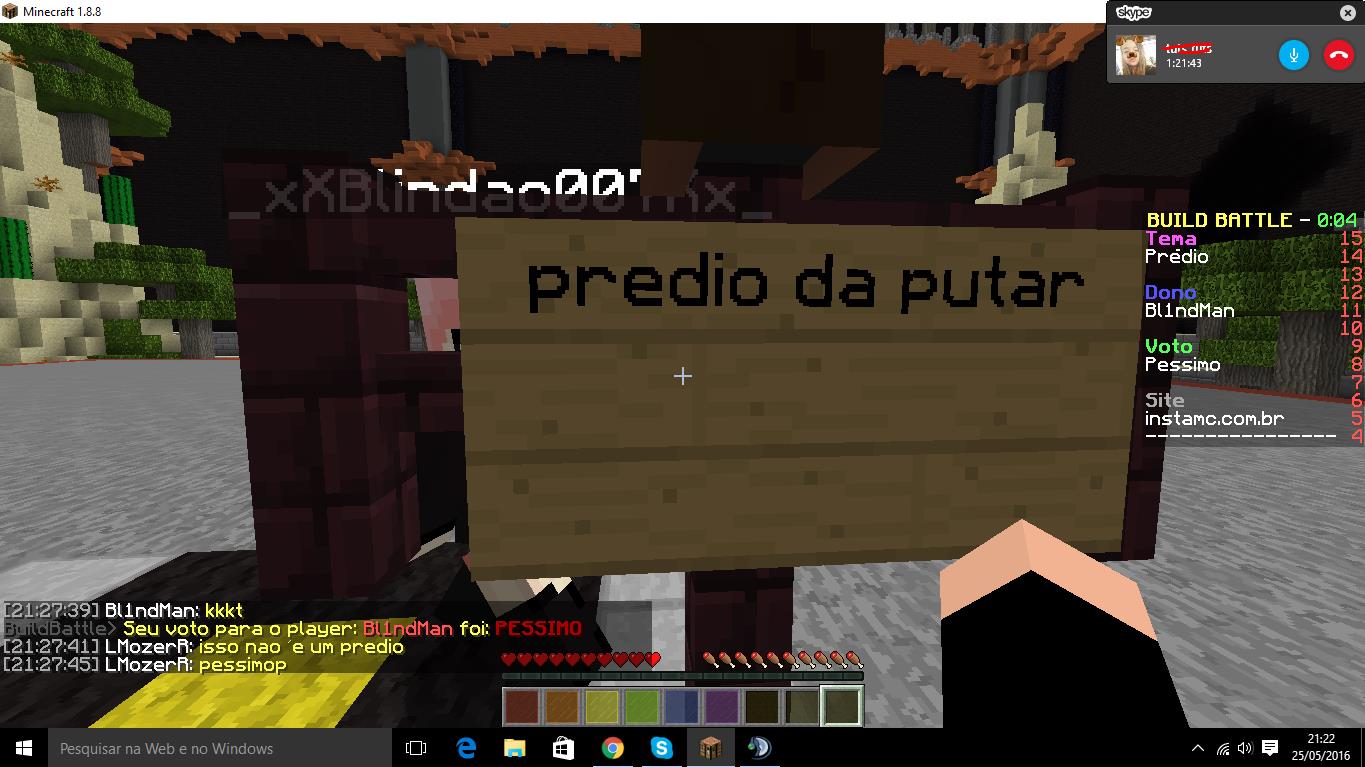 Minecraft 1.8.8
skype
1:21:43
_xXBlindao007
predio da putar
BUILD BATTLE - 0:04
Tema 15
Prédio 14
13
Dono 12
Bl1ndMan 11
10
Voto 9
Pessimo 8
7
Site 6
instamc.com.br 5
---------------- 4
[21:27:39] Bl1ndMan: kkkt
BuildBattle> Seu voto para o player: Bl1ndMan foi: PESSIMO
[21:27:41] LMozerR: isso nao ´e um predio
[21:27:45] LMozerR: pessimop
Pesquisar na Web e no Windows
21:22
25/05/2016